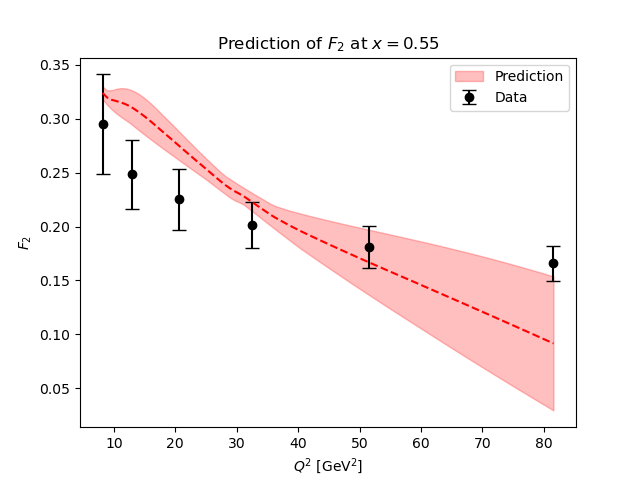 Prediction of $F_2$ at $x = 0.55$
Prediction
Data
0.35
0.30
0.25
0.20
0.15
0.10
0.05
$F_2$
10 20 30 40 50 60 70 80
$Q^2$ [GeV$^2$]